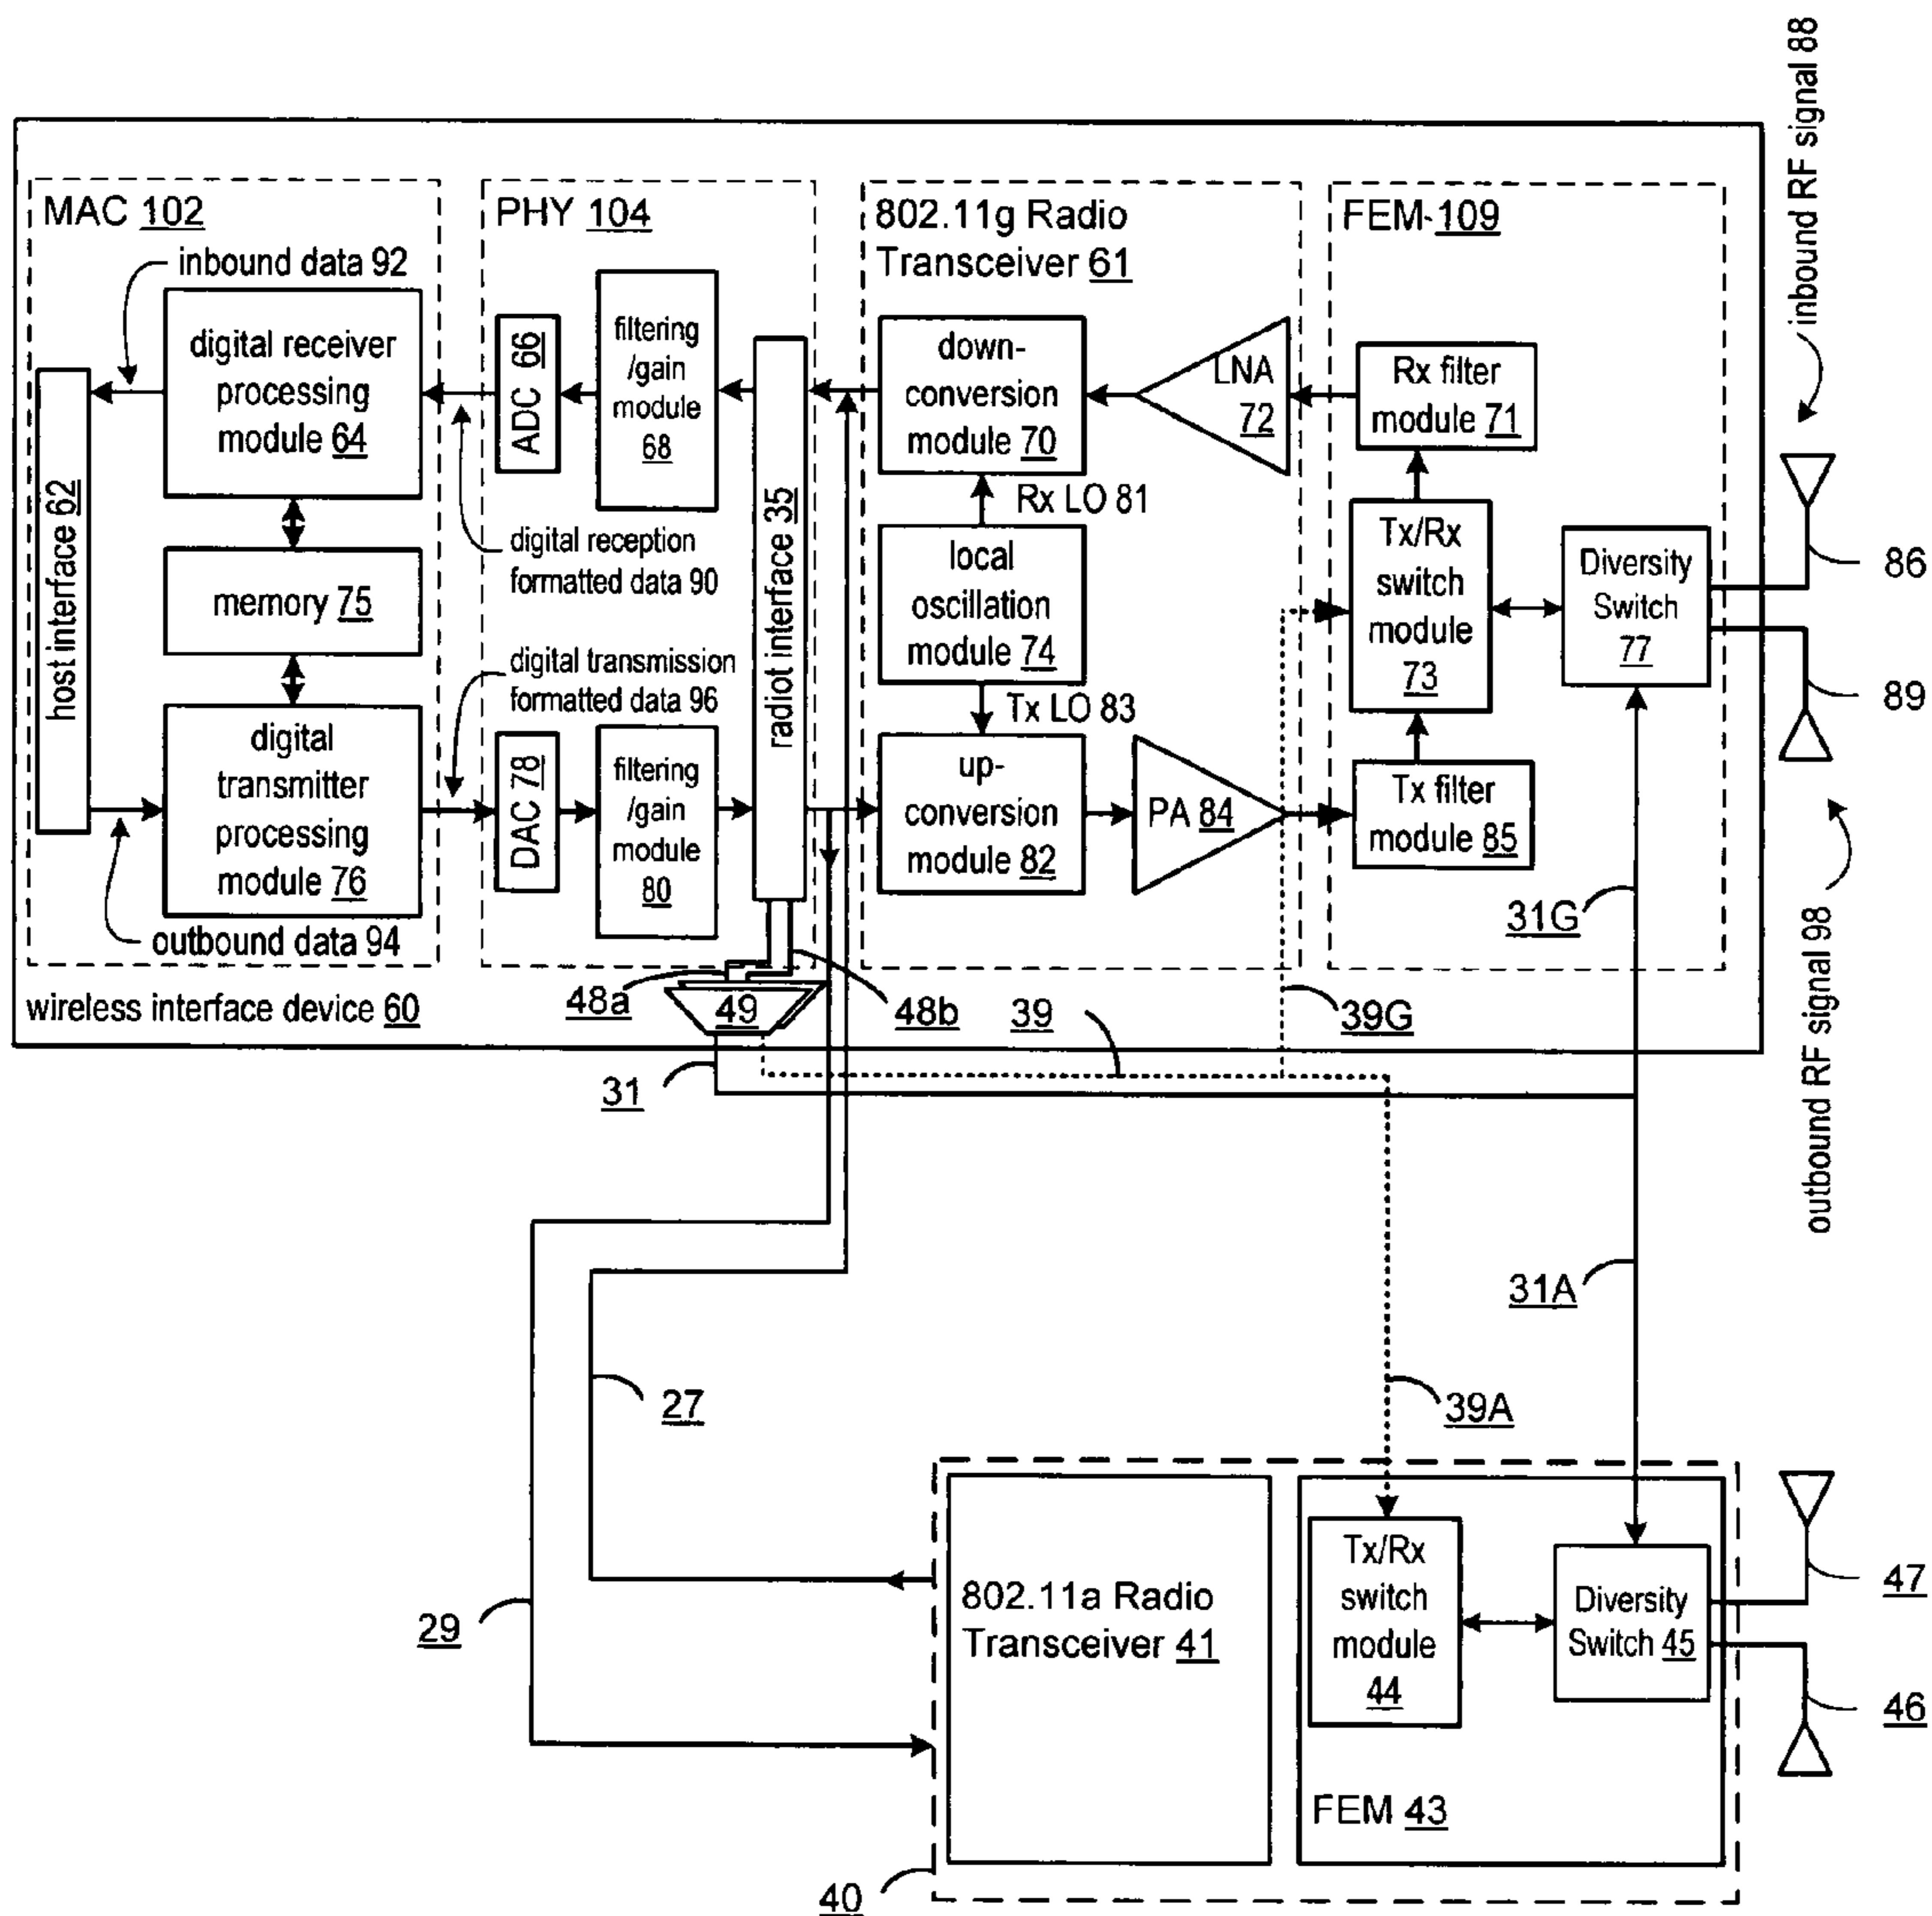 inbound RF signal 88
MAC 102
PHY 104
802.11g Radio
Transceiver 61
FEM-109
inbound data 92
digital receiver
processing
module 64
ADC 66
filtering
/gain
module
68
down-
conversion
module 70
LNA
72
Rx filter
module 71
host interface 62
radiot interface 35
Rx LO 81
digital reception
formatted data 90
memory 75
local
oscillation
module 74
Tx/Rx
switch
module
73
Diversity
Switch
77
86
digital transmission
formatted data 96
Tx LO 83
89
digital
transmitter
processing
module 76
DAC 78
filtering
/gain
module
80
up-
conversion
module 82
PA 84
Tx filter
module 85
31G
outbound data 94
wireless interface device 60
48a
49
48b
39
39G
outbound RF signal 98
31
31A
27
39A
29
802.11a Radio
Transceiver 41
Tx/Rx
switch
module
44
Diversity
Switch 45
47
46
FEM 43
40